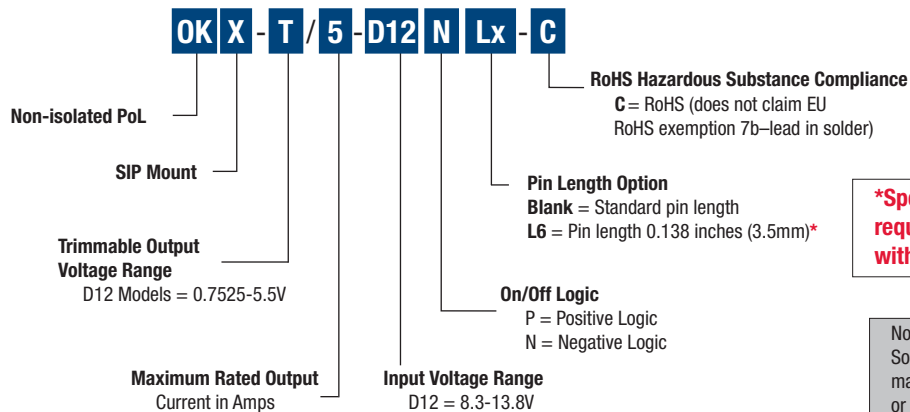 OK X - T / 5 - D12 N Lx - C
RoHS Hazardous Substance Compliance
C = RoHS (does not claim EU
RoHS exemption 7b–lead in solder)
Non-isolated PoL
SIP Mount
Pin Length Option
Blank = Standard pin length
L6 = Pin length 0.138 inches (3.5mm)*
Trimmable Output
Voltage Range
D12 Models = 0.7525-5.5V
On/Off Logic
P = Positive Logic
N = Negative Logic
Maximum Rated Output
Current in Amps
Input Voltage Range
D12 = 8.3-13.8V
with
or